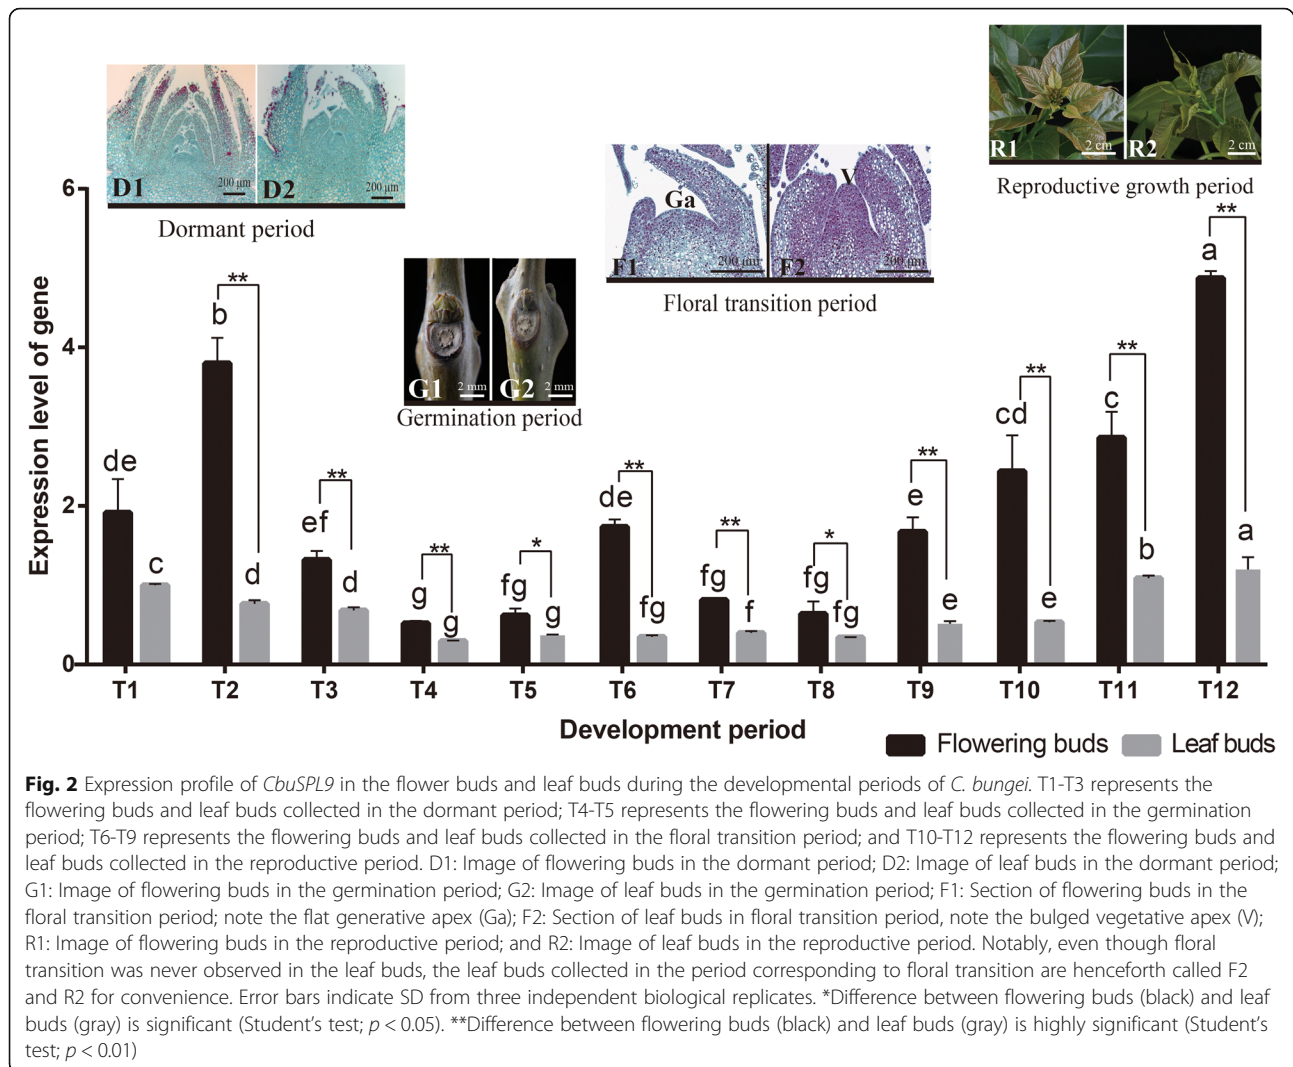 D1
200 μm
D2
200 μm
Dormant period
G1
2 mm
G2
2 mm
Germination period
Ga
F1
200 μm
V
F2
200 μm
Floral transition period
R1
2 cm
R2
2 cm
Reproductive growth period
Expression level of gene
6
4
2
0
de
c
b
**
d
ef
**
d
g
**
g
fg
*
g
de
**
fg
fg
**
f
fg
*
fg
e
**
e
cd
**
e
c
**
b
a
**
a
T1 T2 T3 T4 T5 T6 T7 T8 T9 T10 T11 T12
Development period
Flowering buds Leaf buds
Fig. 2 Expression profile of CbuSPL9 in the flower buds and leaf buds during the developmental periods of C. bungei. T1-T3 represents the
flowering buds and leaf buds collected in the dormant period; T4-T5 represents the flowering buds and leaf buds collected in the germination
period; T6-T9 represents the flowering buds and leaf buds collected in the floral transition period; and T10-T12 represents the flowering buds and
leaf buds collected in the reproductive period. D1: Image of flowering buds in the dormant period; D2: Image of leaf buds in the dormant period;
G1: Image of flowering buds in the germination period; G2: Image of leaf buds in the germination period; F1: Section of flowering buds in the
floral transition period; note the flat generative apex (Ga); F2: Section of leaf buds in floral transition period, note the bulged vegetative apex (V);
R1: Image of flowering buds in the reproductive period; and R2: Image of leaf buds in the reproductive period. Notably, even though floral
transition was never observed in the leaf buds, the leaf buds collected in the period corresponding to floral transition are henceforth called F2
and R2 for convenience. Error bars indicate SD from three independent biological replicates. *Difference between flowering buds (black) and leaf
buds (gray) is significant (Student’s test; p < 0.05). **Difference between flowering buds (black) and leaf buds (gray) is highly significant (Student’s
test; p < 0.01)